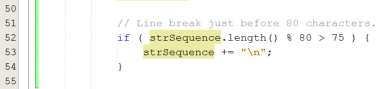 50
51 // Line break just before 80 characters.
52 if ( strSequence.length() % 80 > 75 ) {
53 strSequence += "\n";
54 }
55